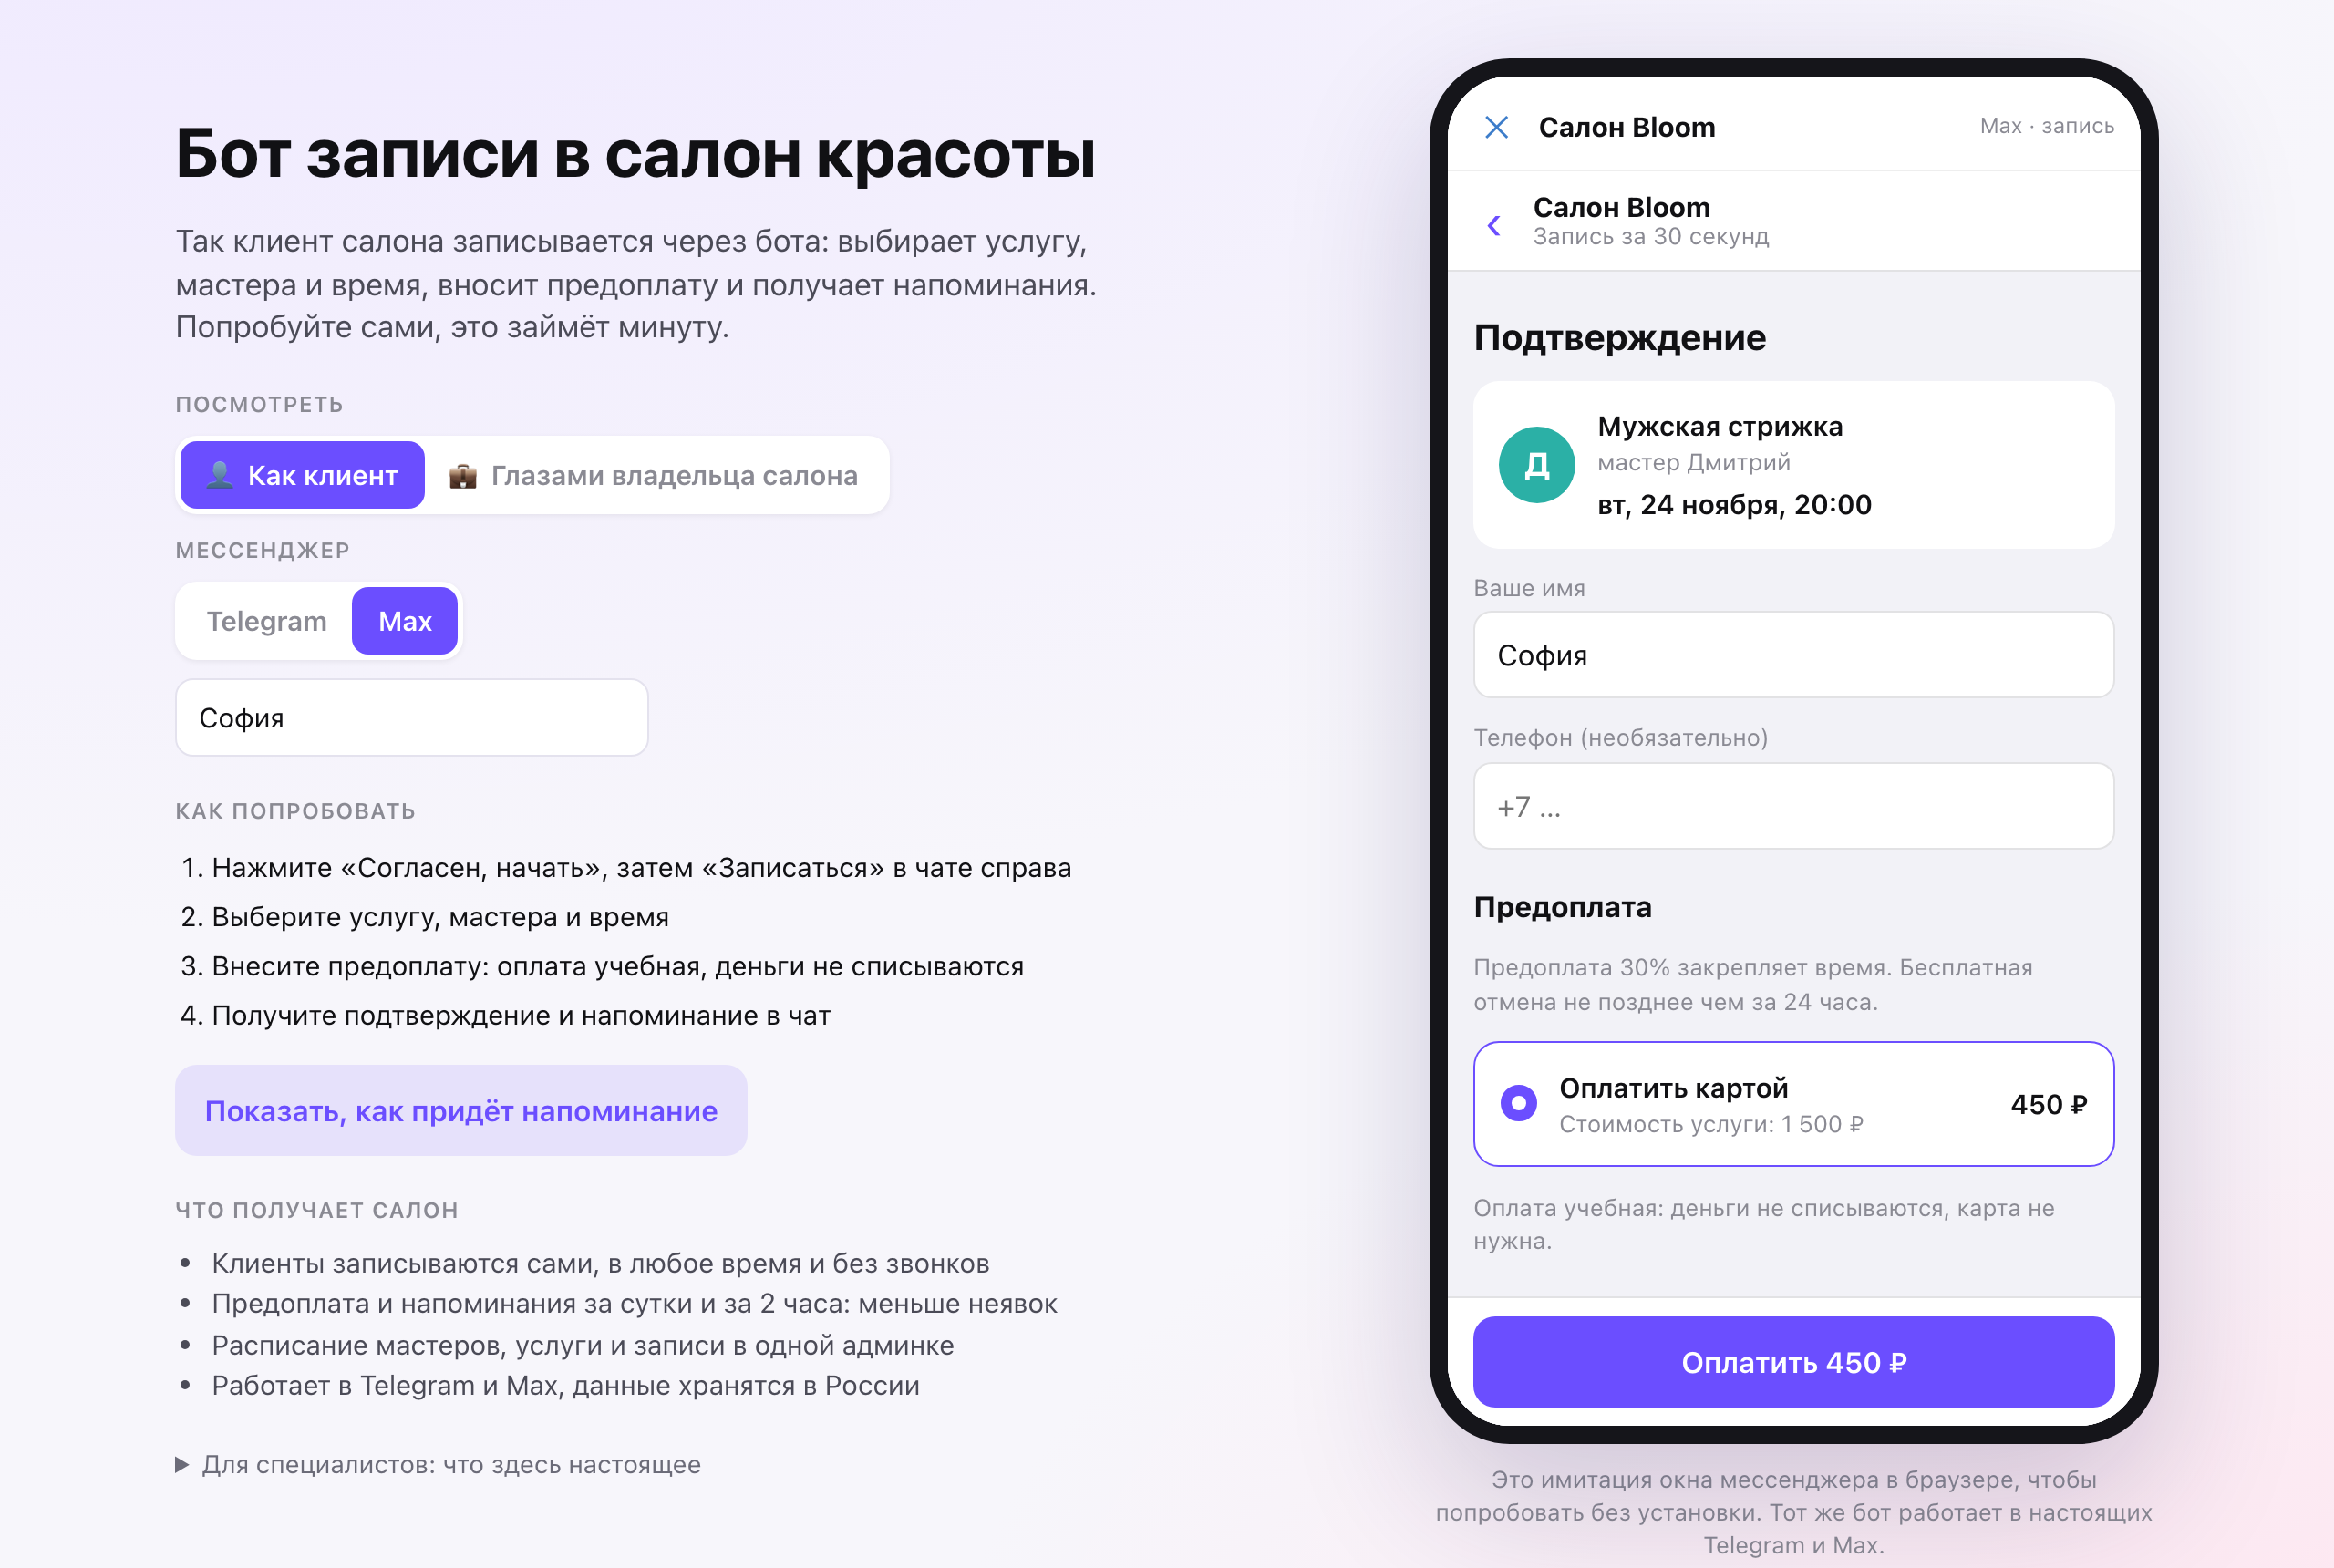 Бот записи в салон красоты
Так клиент салона записывается через бота: выбирает услугу,
мастера и время, вносит предоплату и получает напоминания.
Попробуйте сами, это займёт минуту.
ПОСМОТРЕТЬ
Как клиент
Глазами владельца салона
МЕССЕНДЖЕР
Telegram
Max
София
КАК ПОПРОБОВАТЬ
1. Нажмите «Согласен, начать», затем «Записаться» в чате справа
2. Выберите услугу, мастера и время
3. Внесите предоплату: оплата учебная, деньги не списываются
4. Получите подтверждение и напоминание в чат
Показать, как придёт напоминание
ЧТО ПОЛУЧАЕТ САЛОН
• Клиенты записываются сами, в любое время и без звонков
• Предоплата и напоминания за сутки и за 2 часа: меньше неявок
• Расписание мастеров, услуги и записи в одной админке
• Работает в Telegram и Max, данные хранятся в России
Для специалистов: что здесь настоящее
Салон Bloom
Max · запись
Салон Bloom
Запись за 30 секунд
Подтверждение
Д
Мужская стрижка
мастер Дмитрий
вт, 24 ноября, 20:00
Ваше имя
София
Телефон (необязательно)
+7 ...
Предоплата
Предоплата 30% закрепляет время. Бесплатная
отмена не позднее чем за 24 часа.
Оплатить картой
Стоимость услуги: 1 500 ₽
450 ₽
Оплата учебная: деньги не списываются, карта не
нужна.
Оплатить 450 ₽
Это имитация окна мессенджера в браузере, чтобы
попробовать без установки. Тот же бот работает в настоящих
Telegram и Max.